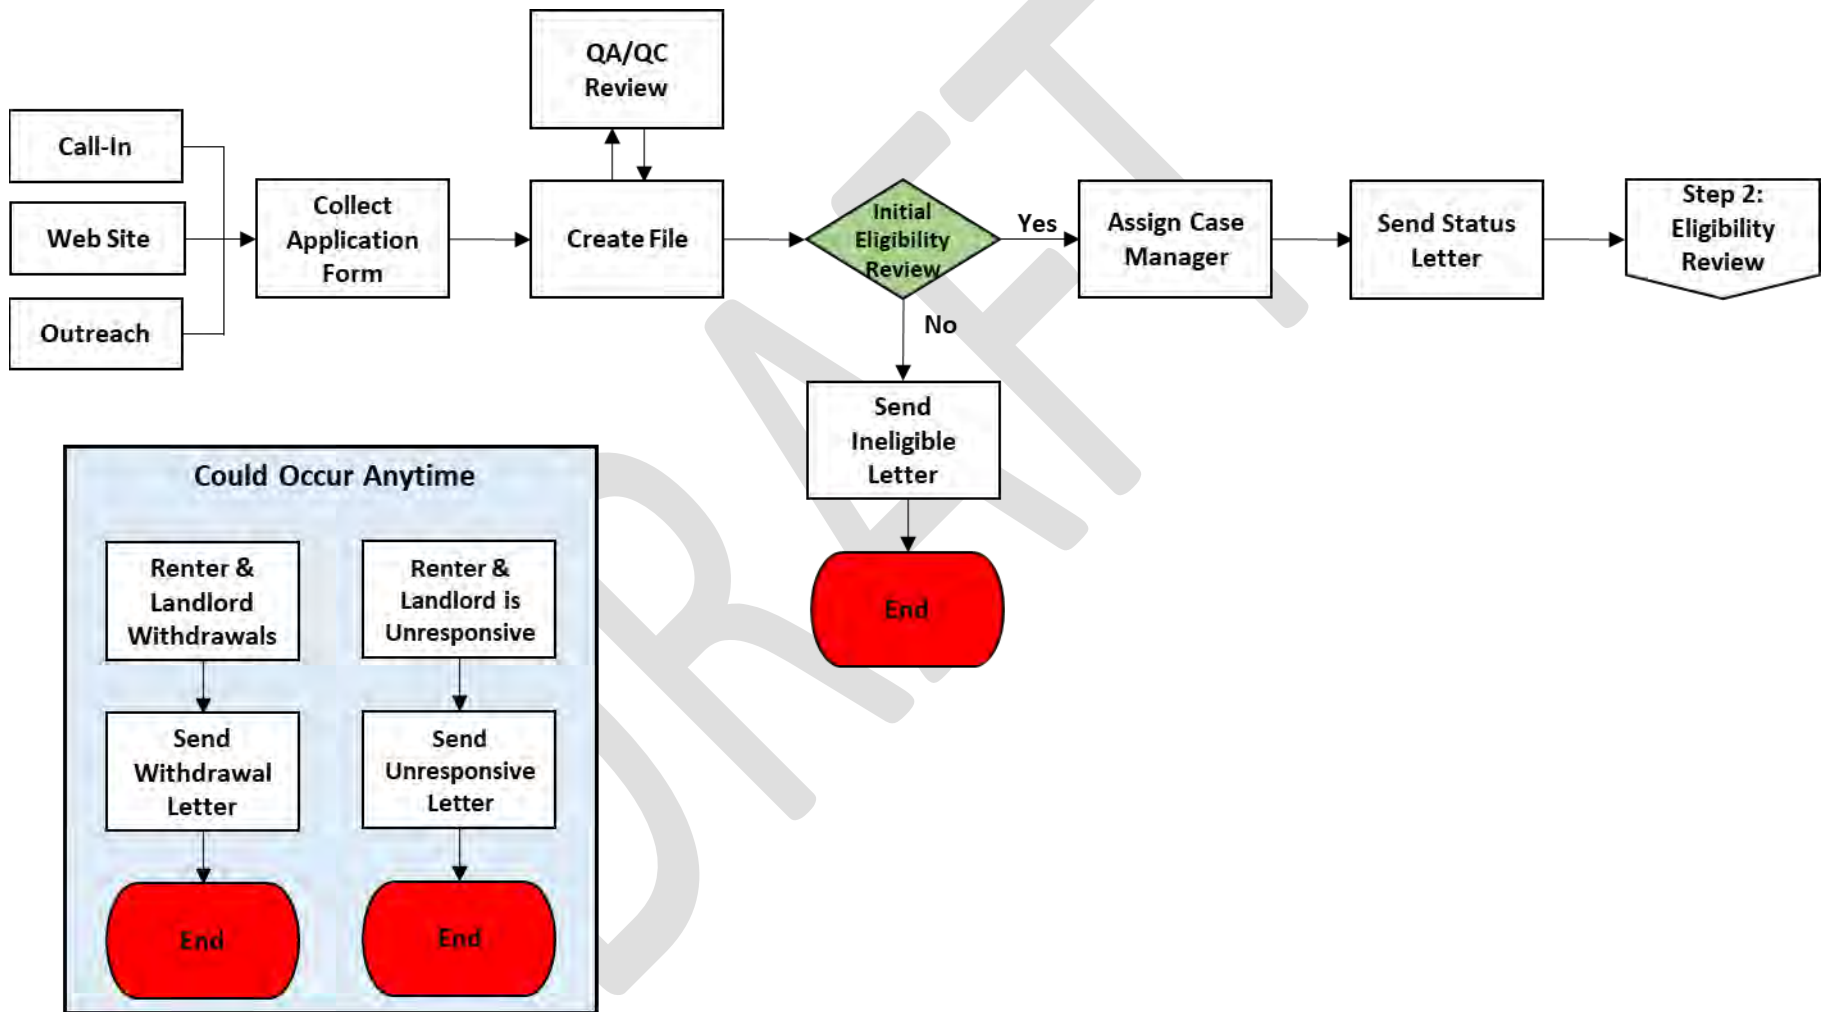 QA/QC
Review
Call-In
Web Site
Outreach
Collect
Application
Form
Create File
Initial
Eligibility
Review
Yes
No
Assign Case
Manager
Send Status
Letter
Step 2:
Eligibility
Review
Send
Ineligible
Letter
End
Could Occur Anytime
Renter &
Landlord
Withdrawals
Send
Withdrawal
Letter
End
Renter &
Landlord is
Unresponsive
Send
Unresponsive
Letter
End
DRAFT